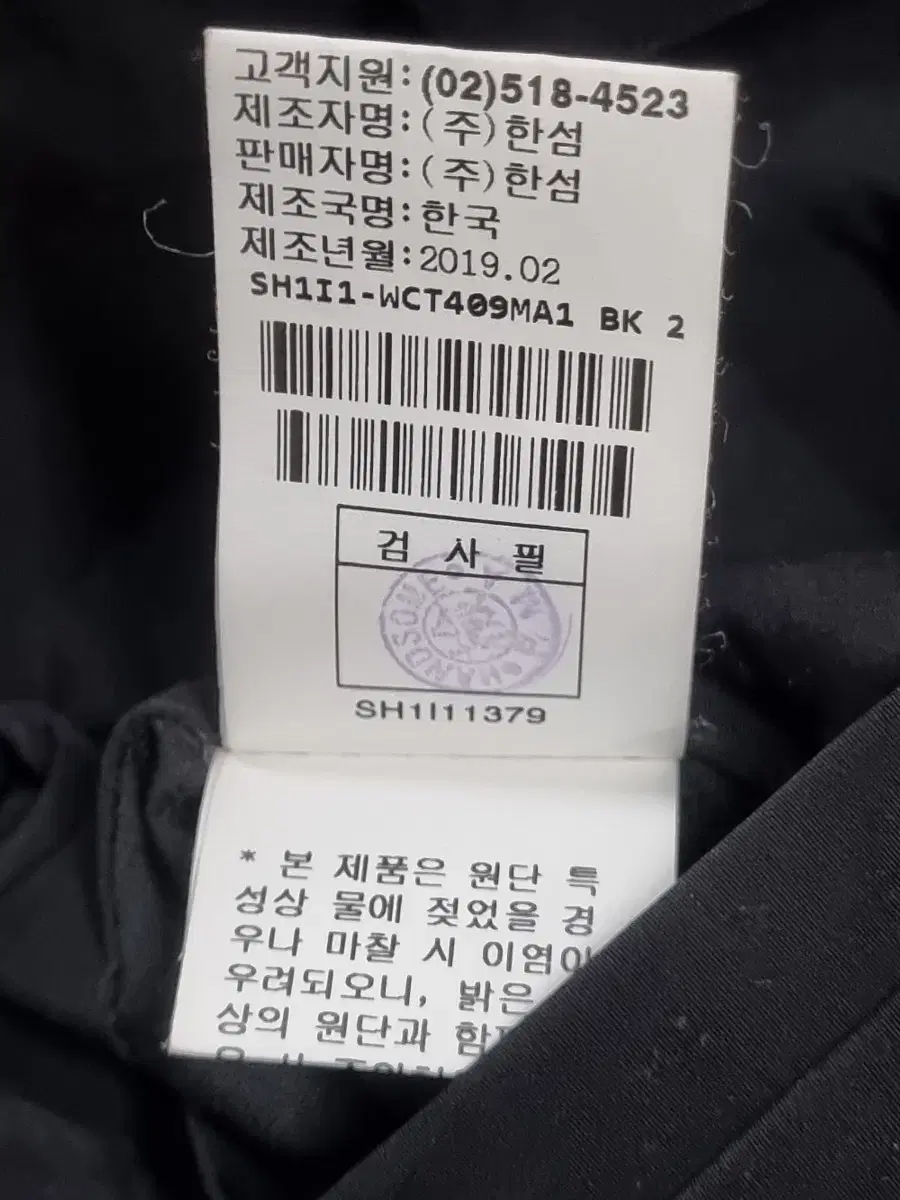 고객지원:(02)518-4523
제조자명:(주)한섬
판매자명:(주)한섬
제조국명:한국
제조년월:2019.02
SH1I1-WCT409MA1 BK 2
검 사 필
HANDSOME
SH1I11379
* 본 제품은 원단 특
성상 물에 젖었을 경
우나 마찰 시 이염이
우려되오니, 밝은
상의 원단과